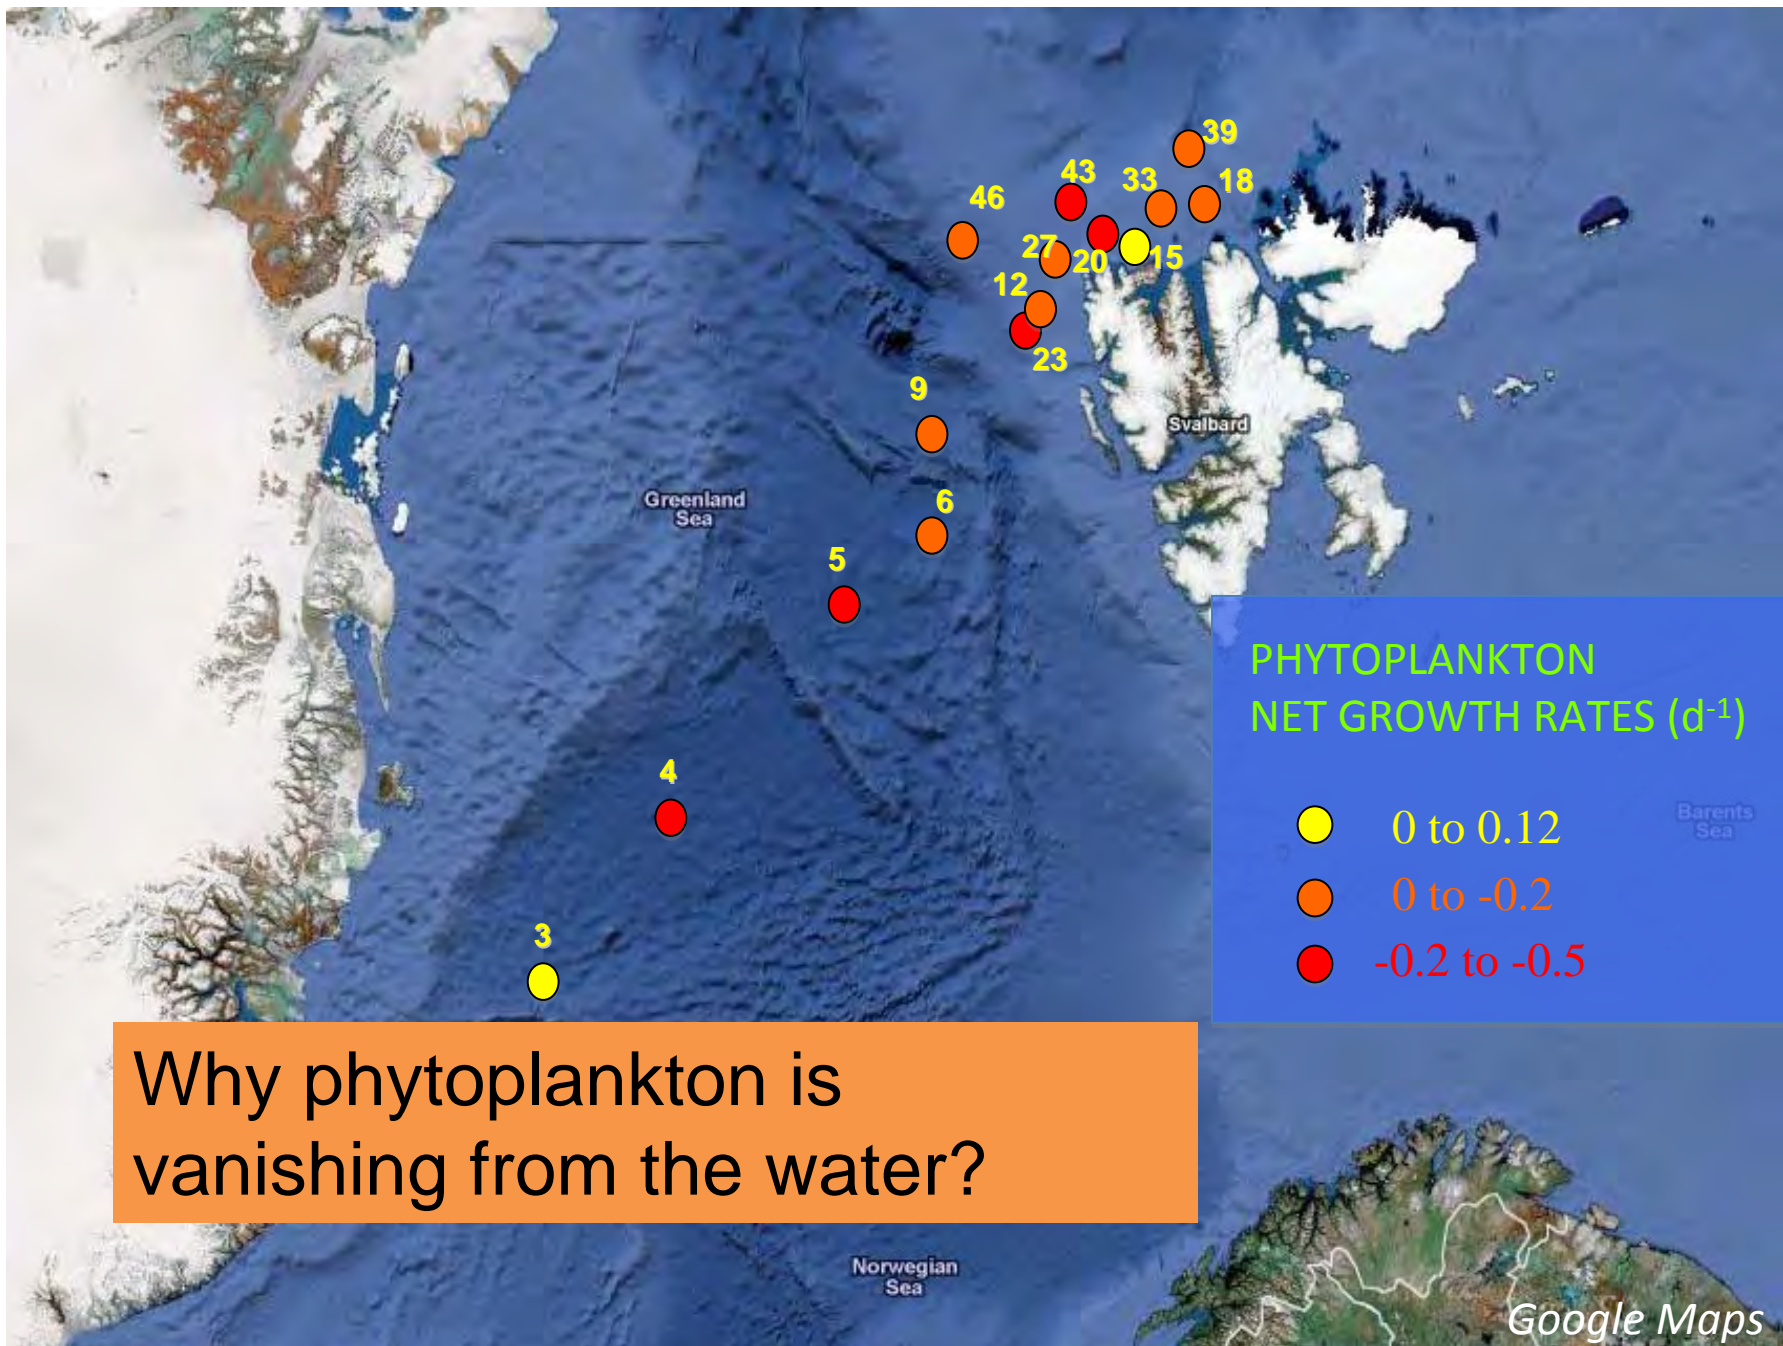 39
43
33
18
46
27
20
15
12
23
9
Svalbard
Greenland
Sea
6
5
PHYTOPLANKTON
NET GROWTH RATES (d-1)
4
0 to 0.12
Barents
Sea
0 to -0.2
3
-0.2 to -0.5
Why phytoplankton is
vanishing from the water?
Norwegian
Sea
Google Maps